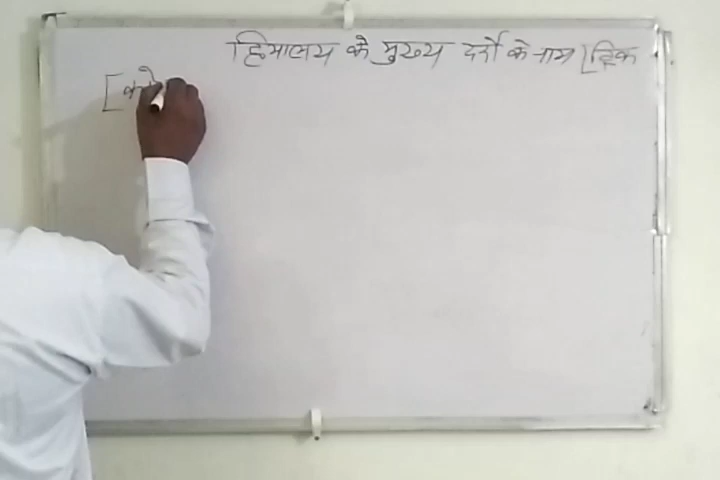 हिमालय के मुख्य दर्रो के नाम [ट्रिक
[को